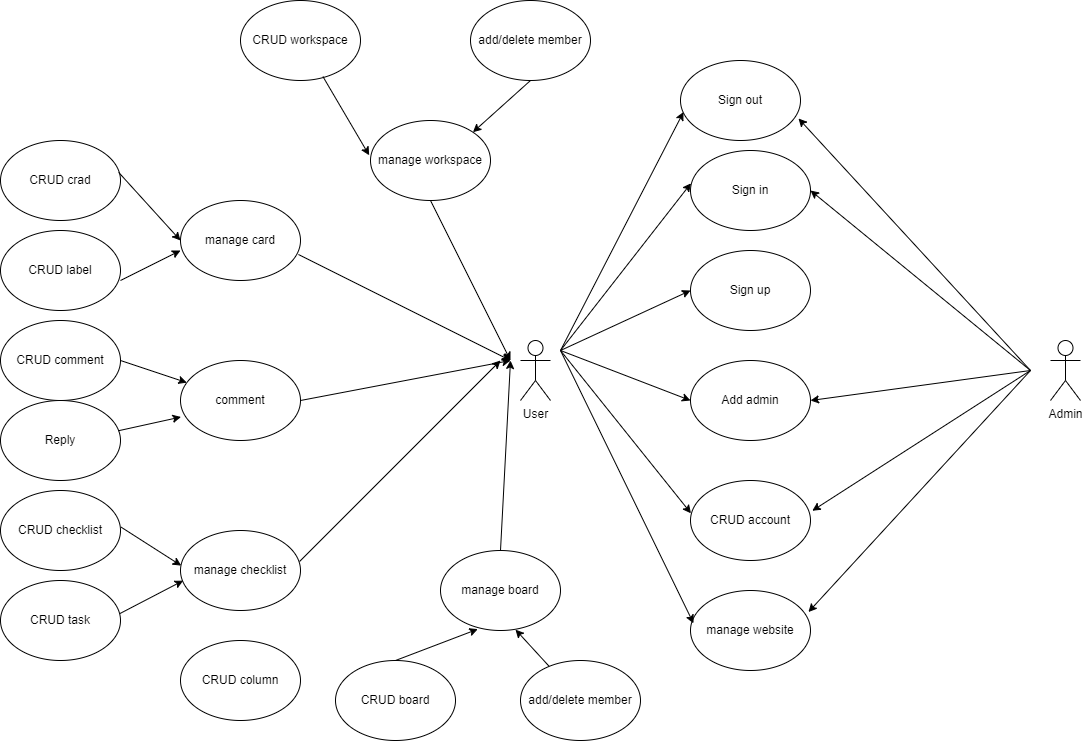 CRUD workspace
add/delete member
Sign out
manage workspace
CRUD crad
Sign in
manage card
CRUD label
Sign up
CRUD comment
comment
Add admin
User
Admin
Reply
CRUD checklist
CRUD account
manage checklist
manage board
CRUD task
manage website
CRUD column
CRUD board
add/delete member